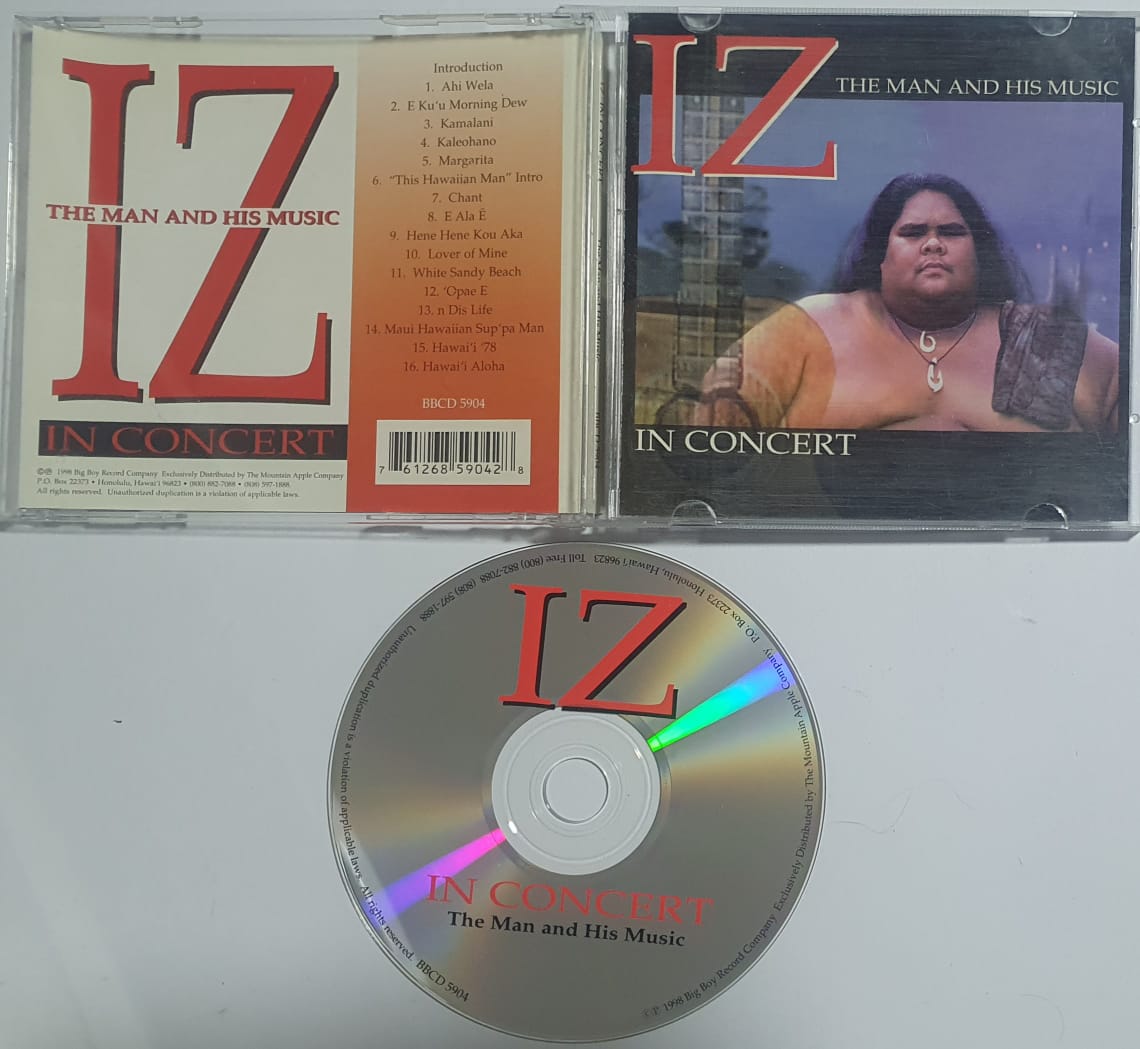 IZ
THE MAN AND HIS MUSIC
IN CONCERT
©℗ 1998 Big Boy Record Company Exclusively Distributed by The Mountain Apple Company
P.O. Box 22373 • Honolulu, Hawai‘i 96823 • (800) 882-7088 • (808) 597-1888.
All rights reserved. Unauthorized duplication is a violation of applicable laws.
Introduction
1. Ahi Wela
2. E Ku‘u Morning Dew
3. Kamalani
4. Kaleohano
5. Margarita
6. “This Hawaiian Man” Intro
7. Chant
8. E Ala Ē
9. Hene Hene Kou Aka
10. Lover of Mine
11. White Sandy Beach
12. ‘Opae E
13. n Dis Life
14. Maui Hawaiian Sup‘pa Man
15. Hawai‘i ‘78
16. Hawai‘i Aloha
BBCD 5904
7 61268 59042 8
IZ
THE MAN AND HIS MUSIC
IN CONCERT
IZ
IN CONCERT
The Man and His Music
©℗ 1998 Big Boy Record Company Exclusively Distributed by The Mountain Apple Company P.O. Box 22373 Honolulu, Hawai‘i 96823 Toll Free (800) 882-7088 (808) 597-1888 Unauthorized duplication is a violation of applicable laws. All rights reserved. BBCD 5904